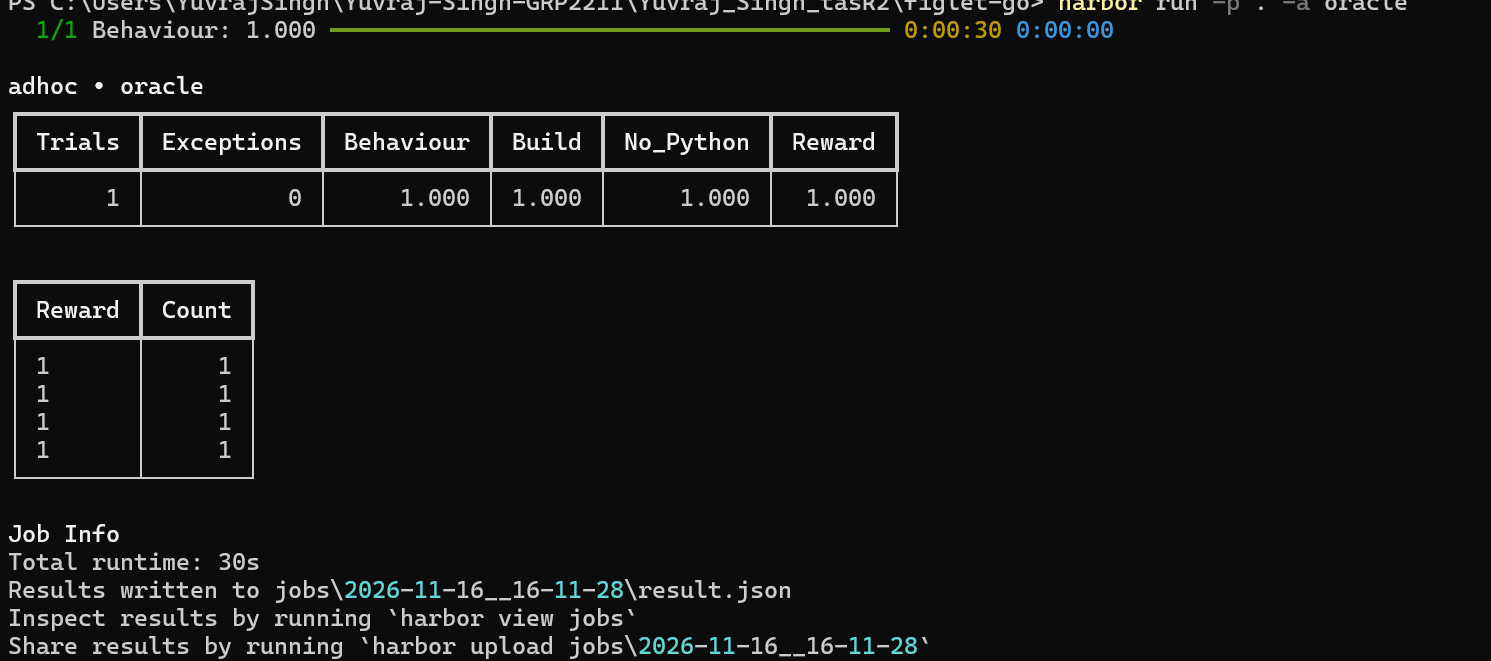 PS C:\Users\YuvrajSingh\Yuvraj-Singh-GRP2211\Yuvraj_Singh_task2\figlet-go> harbor run -p . -a oracle
1/1 Behaviour: 1.000 0:00:30 0:00:00
adhoc • oracle
Trials Exceptions Behaviour Build No_Python Reward
1 0 1.000 1.000 1.000 1.000
Reward Count
1 1
1 1
1 1
1 1
Job Info
Total runtime: 30s
Results written to jobs\2026-11-16__16-11-28\result.json
Inspect results by running `harbor view jobs`
Share results by running `harbor upload jobs\2026-11-16__16-11-28`